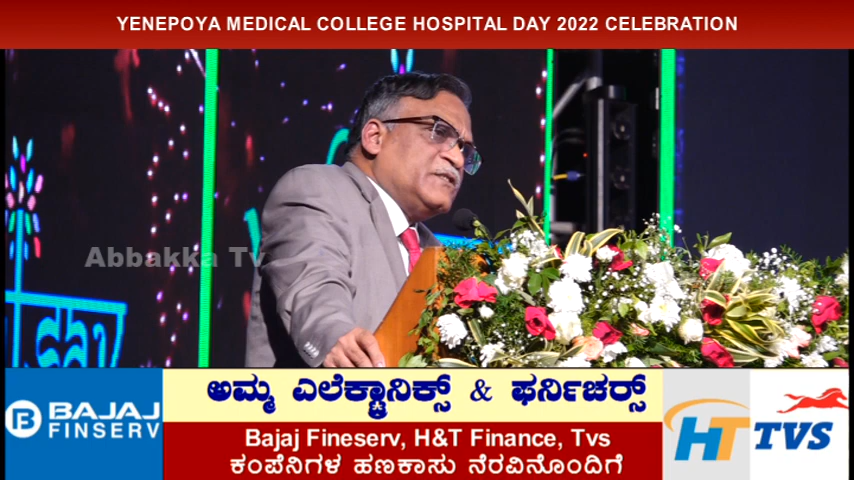 YENEPOYA MEDICAL COLLEGE HOSPITAL DAY 2022 CELEBRATION
Abbakka Tv
ಅಮ್ಮ ಎಲೆಕ್ಟ್ರಾನಿಕ್ಸ್ & ಫರ್ನಿಚರ್ಸ್
BAJAJ
FINSERV
Bajaj Fineserv, H&T Finance, Tvs
ಕಂಪೆನಿಗಳ ಹಣಕಾಸು ನೆರವಿನೊಂದಿಗೆ
HT
TVS